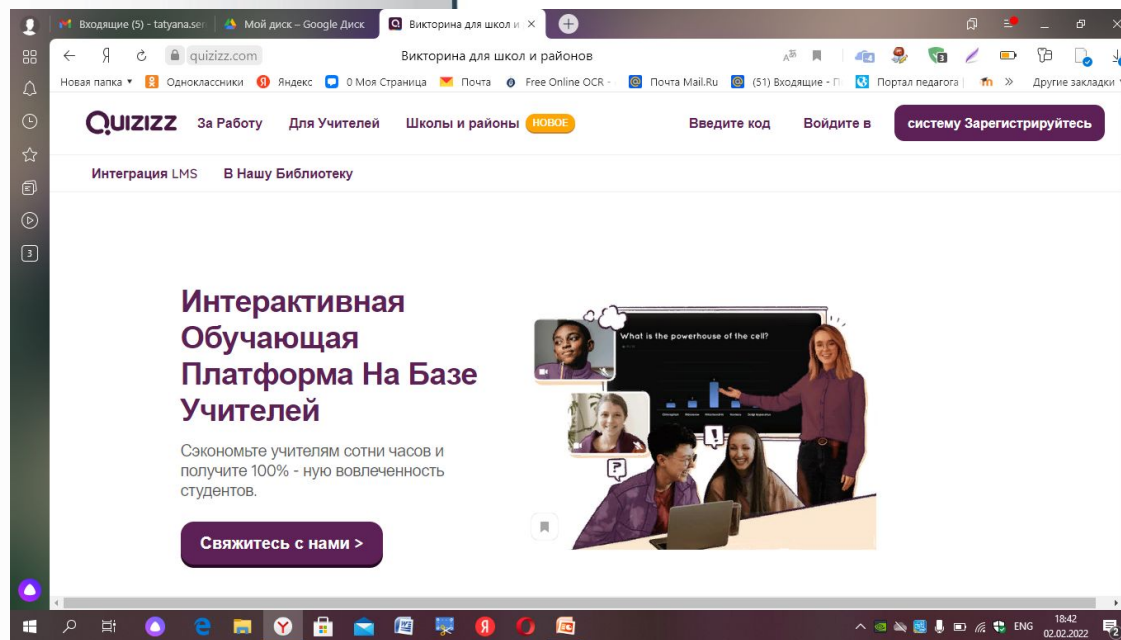 Входящие (5) - tatyana.se
Мой диск – Google Диск
Викторина для школ и
quizizz.com
Викторина для школ и районов
Новая папка
Одноклассники
Яндекс
0 Моя Страница
Почта
Free Online OCR -
Почта Mail.Ru
(51) Входящие - П
Портал педагога
»
Другие закладки
QUIZIZZ
За Работу
Для Учителей
Школы и районы
НОВОЕ
Введите код
Войдите в
систему Зарегистрируйтесь
Интеграция LMS
В Нашу Библиотеку
3
Интерактивная
Обучающая
Платформа На Базе
Учителей
Сэкономьте учителям сотни часов и
получите 100% - ную вовлеченность
студентов.
Свяжитесь с нами >
What is the powerhouse of the cell?
ENG
18:42
02.02.2022